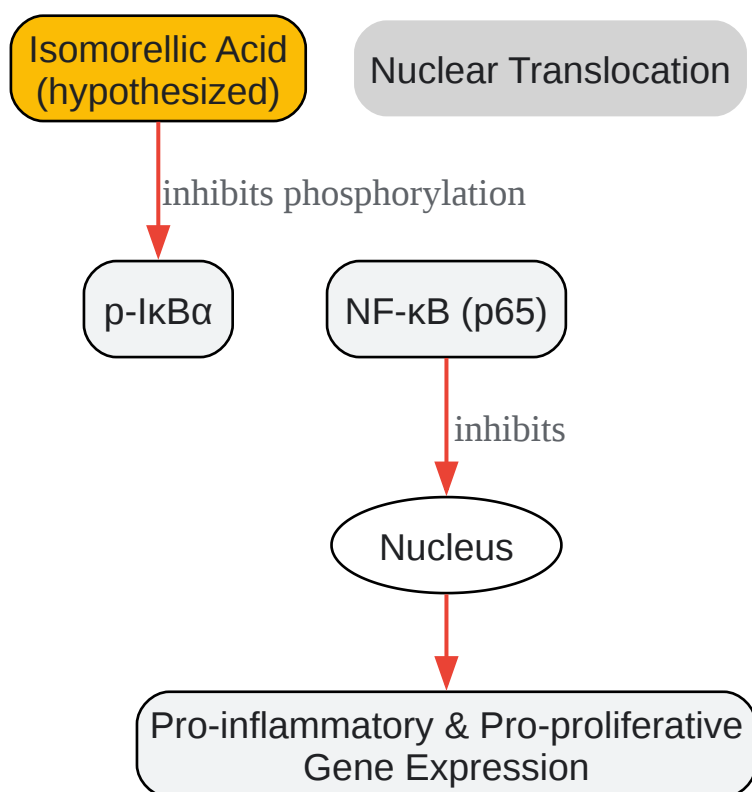 Isomorellic Acid
(hypothesized)
Nuclear Translocation
inhibits phosphorylation
p-IκBα
NF-κB (p65)
inhibits
Nucleus
Pro-inflammatory & Pro-proliferative
Gene Expression